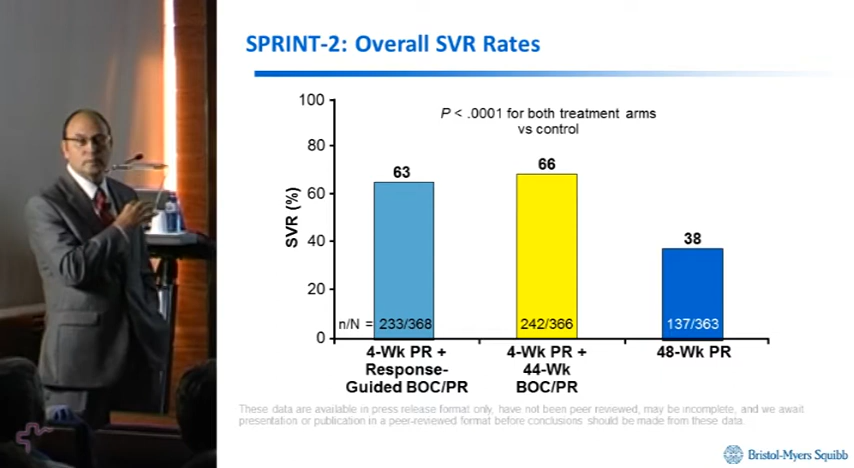 SPRINT-2: Overall SVR Rates
P < .0001 for both treatment arms
vs control
SVR (%)
100
80
60
40
20
0
63
66
38
n/N = 233/368
242/366
137/363
4-Wk PR +
Response-
Guided BOC/PR
4-Wk PR +
44-Wk
BOC/PR
48-Wk PR
These data are available in press release format only, have not been peer reviewed, may be incomplete, and we await
presentation or publication in a peer-reviewed format before conclusions should be made from these data.
Bristol-Myers Squibb